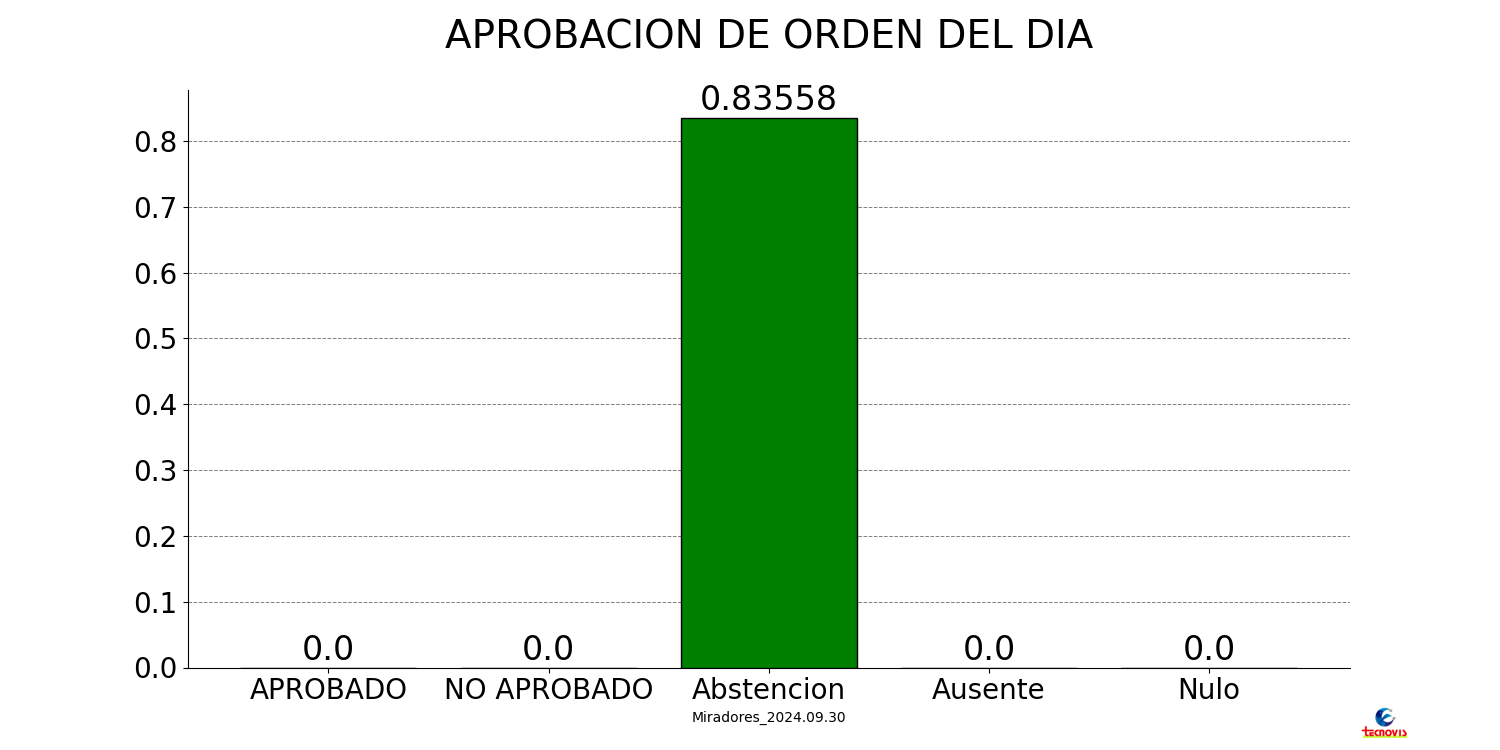 APROBACION DE ORDEN DEL DIA
0.83558
0.8
0.7
0.6
0.5
0.4
0.3
0.2
0.1
0.0
0.0 0.0 0.0 0.0
APROBADO NO APROBADO Abstencion Ausente Nulo
Miradores_2024.09.30
tecnovis